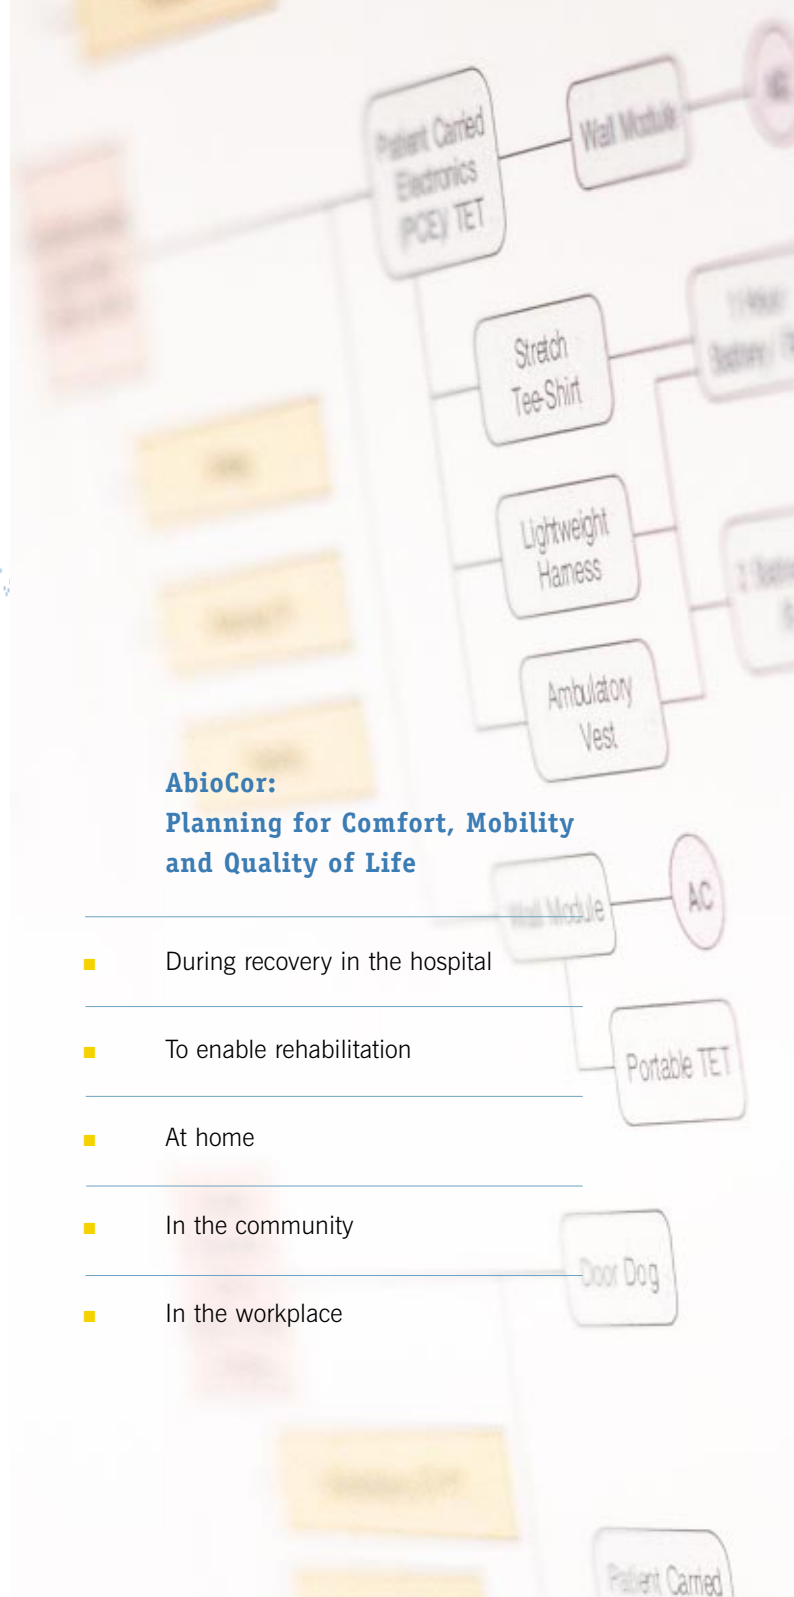 Patient Carried
Electronics
(PCE)/ TET
Wall Module
Stretch
Tee-Shirt
Lightweight
Harness
Ambulatory
Vest
AbioCor:
Planning for Comfort, Mobility
and Quality of Life
Wall Module
AC
During recovery in the hospital
To enable rehabilitation
Portable TET
At home
In the community
Door Dog
In the workplace
Patient Carried